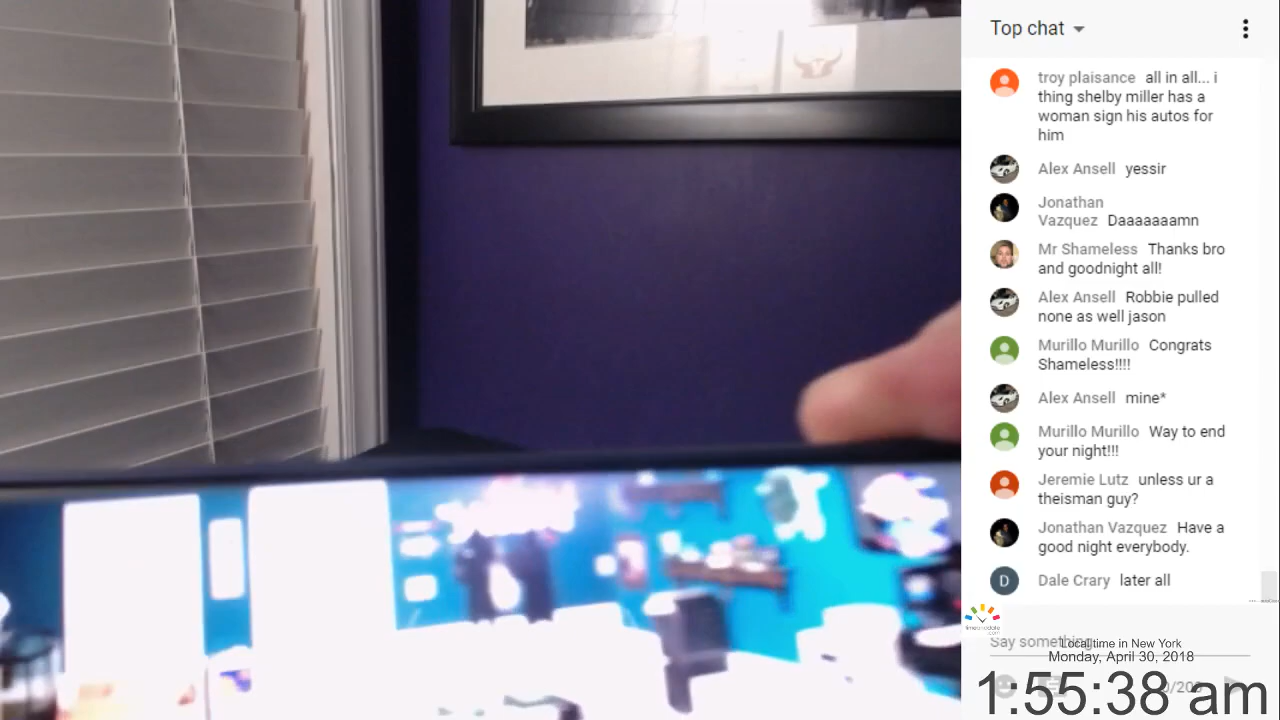 Top chat
troy plaisance all in all... i
thing shelby miller has a
woman sign his autos for
him
Alex Ansell yessir
Jonathan
Vazquez Daaaaaaamn
Mr Shameless Thanks bro
and goodnight all!
Alex Ansell Robbie pulled
none as well jason
Murillo Murillo Congrats
Shameless!!!!
Alex Ansell mine*
Murillo Murillo Way to end
your night!!!
Jeremie Lutz unless ur a
theisman guy?
Jonathan Vazquez Have a
good night everybody.
D
Dale Crary later all
Say something...
Local time in New York
Monday, April 30, 2018
1:55:38 am